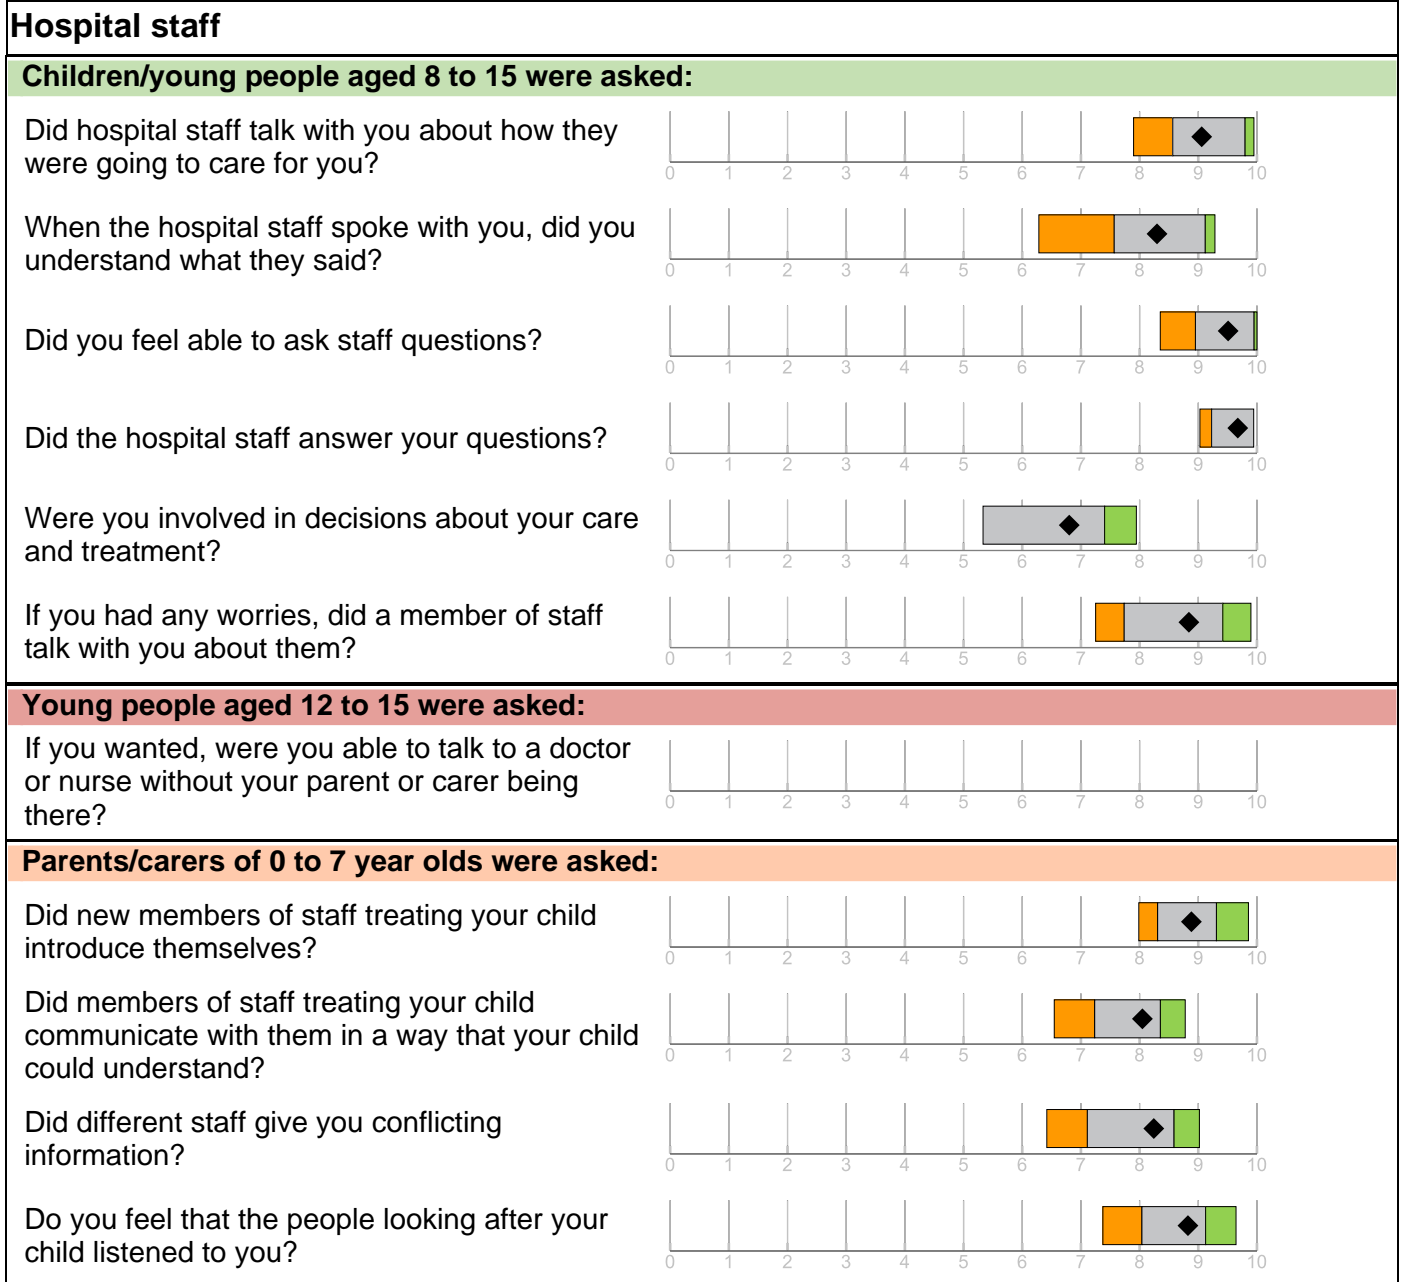 Hospital staff
Children/young people aged 8 to 15 were asked:
Did hospital staff talk with you about how they
were going to care for you?
0 1 2 3 4 5 6 7 8 9 10
When the hospital staff spoke with you, did you
understand what they said?
0 1 2 3 4 5 6 7 8 9 10
Did you feel able to ask staff questions?
0 1 2 3 4 5 6 7 8 9 10
Did the hospital staff answer your questions?
0 1 2 3 4 5 6 7 8 9 10
Were you involved in decisions about your care
and treatment?
0 1 2 3 4 5 6 7 8 9 10
If you had any worries, did a member of staff
talk with you about them?
0 1 2 3 4 5 6 7 8 9 10
Young people aged 12 to 15 were asked:
If you wanted, were you able to talk to a doctor
or nurse without your parent or carer being
there?
0 1 2 3 4 5 6 7 8 9 10
Parents/carers of 0 to 7 year olds were asked:
Did new members of staff treating your child
introduce themselves?
0 1 2 3 4 5 6 7 8 9 10
Did members of staff treating your child
communicate with them in a way that your child
could understand?
0 1 2 3 4 5 6 7 8 9 10
Did different staff give you conflicting
information?
0 1 2 3 4 5 6 7 8 9 10
Do you feel that the people looking after your
child listened to you?
0 1 2 3 4 5 6 7 8 9 10